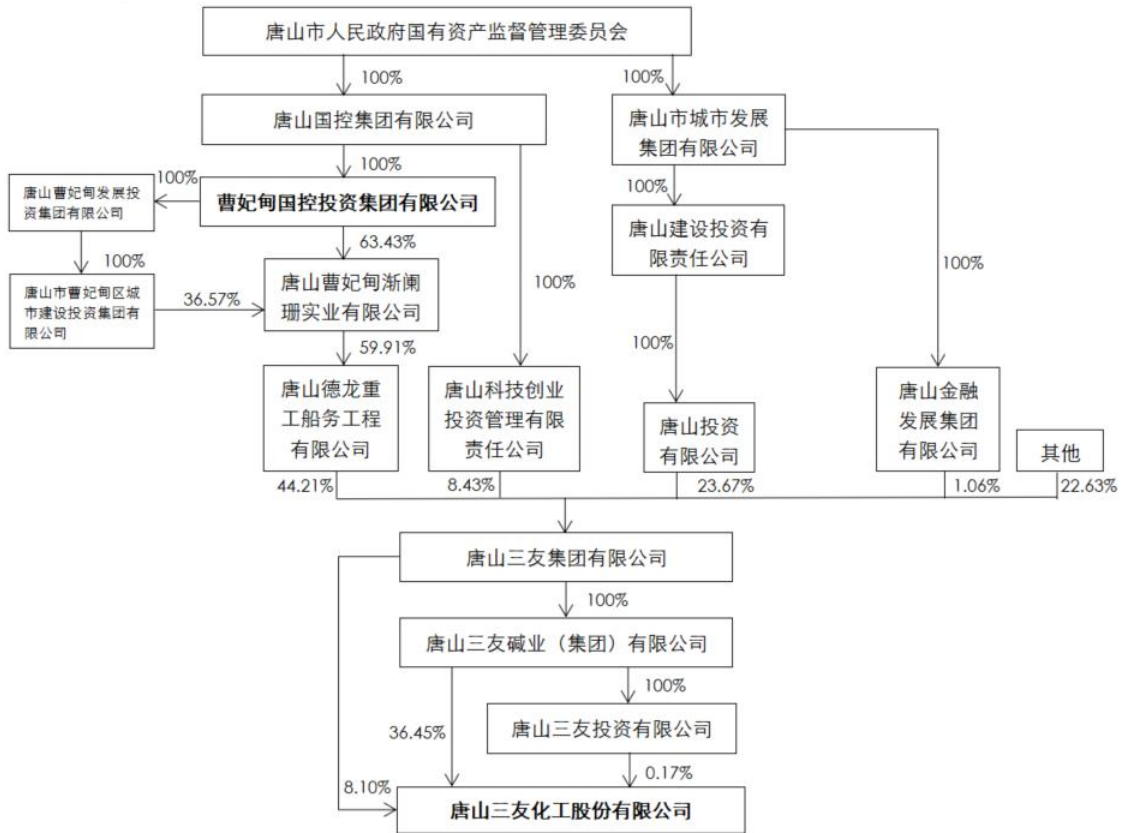 唐山市人民政府国有资产监督管理委员会
100%
100%
唐山国控集团有限公司
唐山市城市发展
集团有限公司
100%
100%
100%
唐山曹妃甸发展投
资集团有限公司
曹妃甸国控投资集团有限公司
唐山建设投资有
限责任公司
63.43%
100%
100%
100%
唐山曹妃甸渐阑
珊实业有限公司
唐山市曹妃甸区城
市建设投资集团有
限公司
36.57%
100%
59.91%
唐山德龙重
工船务工程
有限公司
唐山科技创业
投资管理有限
责任公司
唐山投资
有限公司
唐山金融
发展集团
有限公司
其他
44.21%
8.43%
23.67%
1.06%
22.63%
唐山三友集团有限公司
100%
唐山三友碱业（集团）有限公司
100%
36.45%
唐山三友投资有限公司
8.10%
0.17%
唐山三友化工股份有限公司